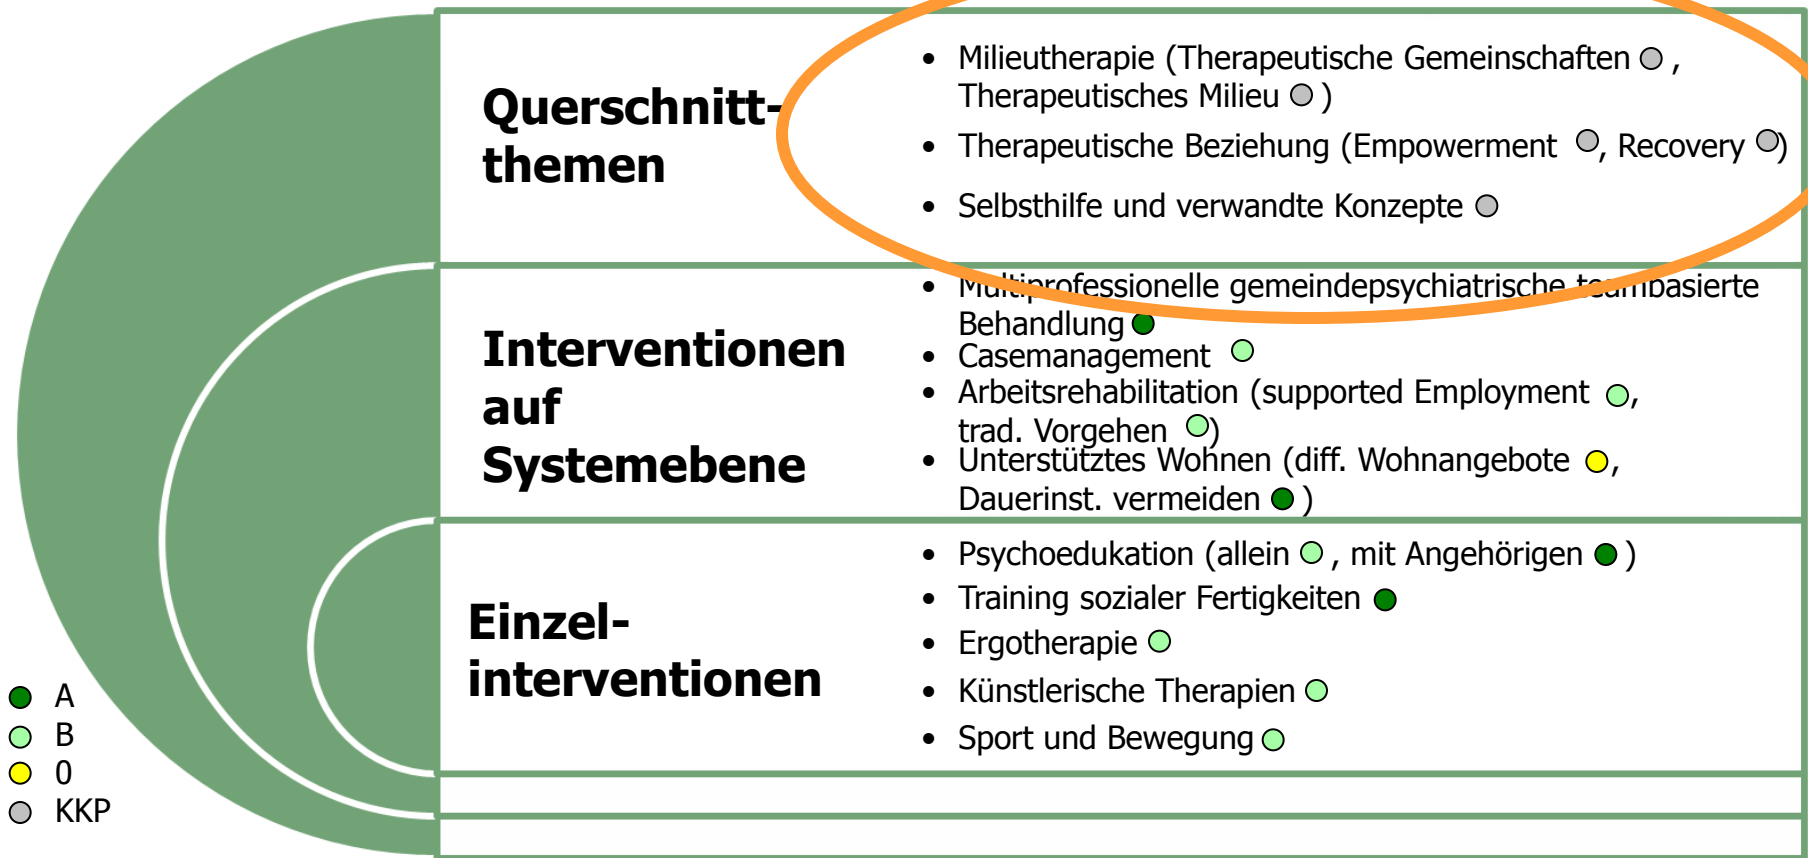 Querschnitt-
themen
• Milieutherapie (Therapeutische Gemeinschaften ,
Therapeutisches Milieu )
• Therapeutische Beziehung (Empowerment , Recovery )
• Selbsthilfe und verwandte Konzepte
Interventionen
auf
Systemebene
• Multiprofessionelle gemeindepsychiatrische teambasierte
Behandlung
• Casemanagement
• Arbeitsrehabilitation (supported Employment ,
trad. Vorgehen )
• Unterstütztes Wohnen (diff. Wohnangebote ,
Dauerinst. vermeiden )
Einzel-
interventionen
• Psychoedukation (allein , mit Angehörigen )
• Training sozialer Fertigkeiten
• Ergotherapie
• Künstlerische Therapien
• Sport und Bewegung
A
B
0
KKP